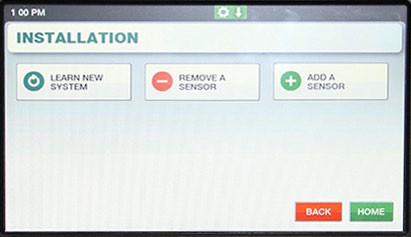 1 00 PM
INSTALLATION
LEARN NEW
SYSTEM
REMOVE A
SENSOR
ADD A
SENSOR
BACK
HOME